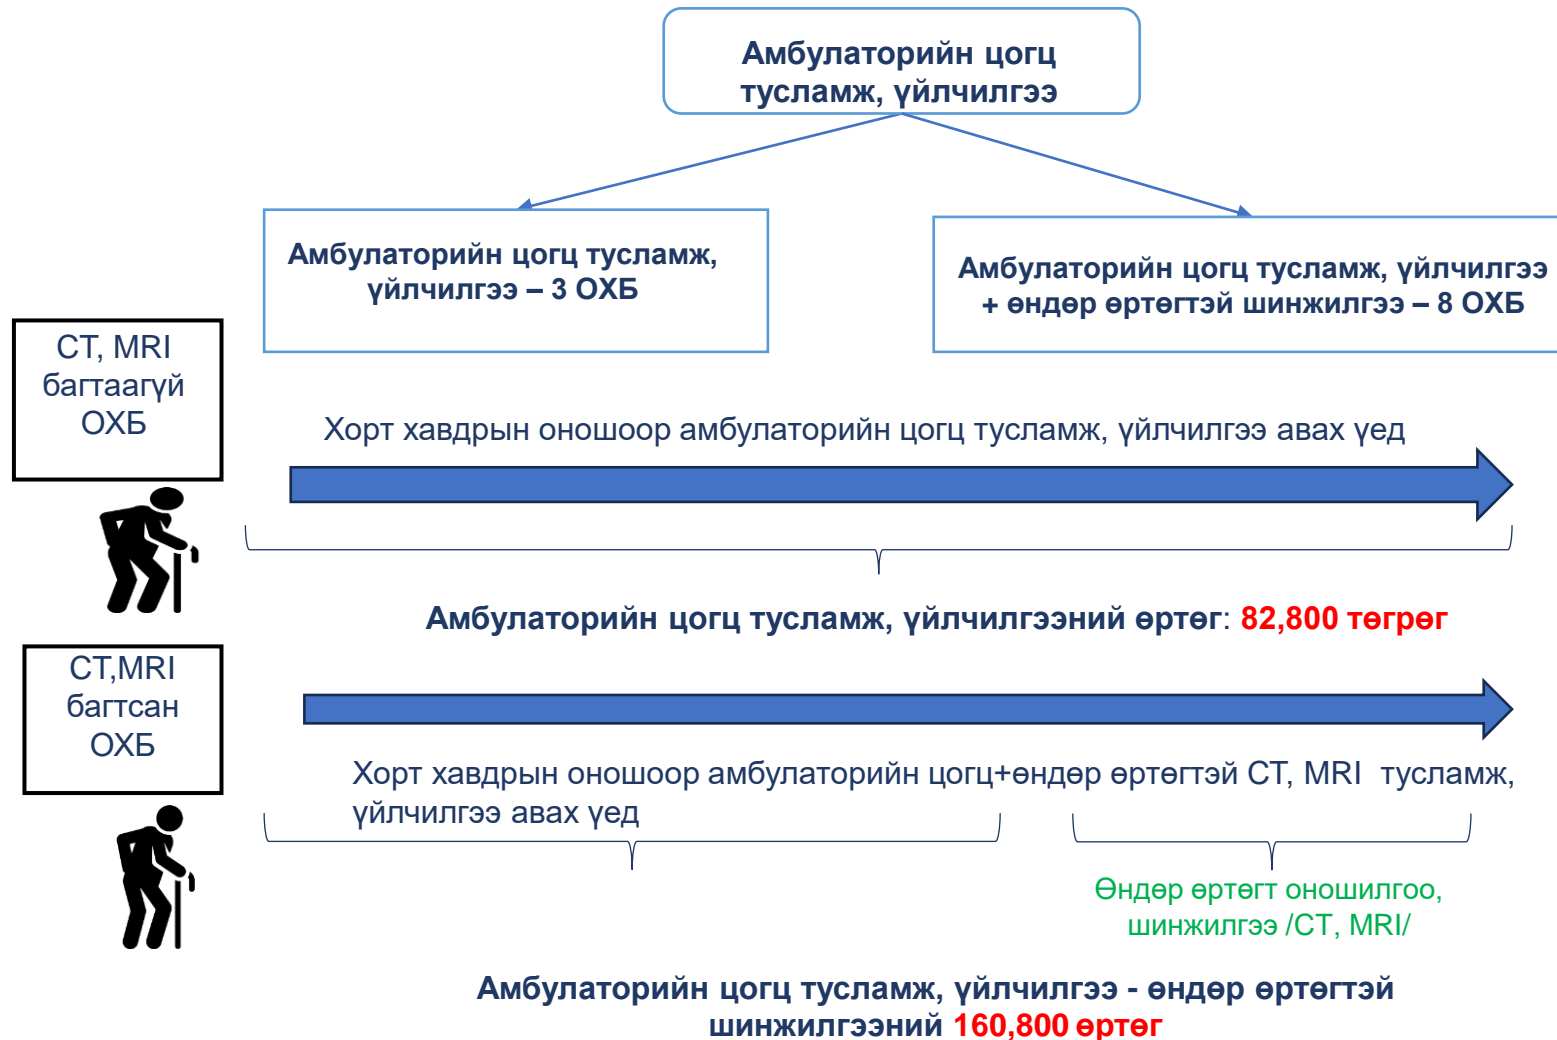 Амбулаторийн цогц
тусламж, үйлчилгээ
Амбулаторийн цогц тусламж,
үйлчилгээ – 3 ОХБ
Амбулаторийн цогц тусламж, үйлчилгээ
+ өндөр өртөгтэй шинжилгээ – 8 ОХБ
CT, MRI
багтаагүй
ОХБ
Хорт хавдрын оношоор амбулаторийн цогц тусламж, үйлчилгээ авах үед
Амбулаторийн цогц тусламж, үйлчилгээний өртөг: 82,800 төгрөг
CT,MRI
багтсан
ОХБ
Хорт хавдрын оношоор амбулаторийн цогц+өндөр өртөгтэй CT, MRI тусламж,
үйлчилгээ авах үед
Өндөр өртөгт оношилгоо,
шинжилгээ /CT, MRI/
Амбулаторийн цогц тусламж, үйлчилгээ - өндөр өртөгтэй
шинжилгээний 160,800 өртөг